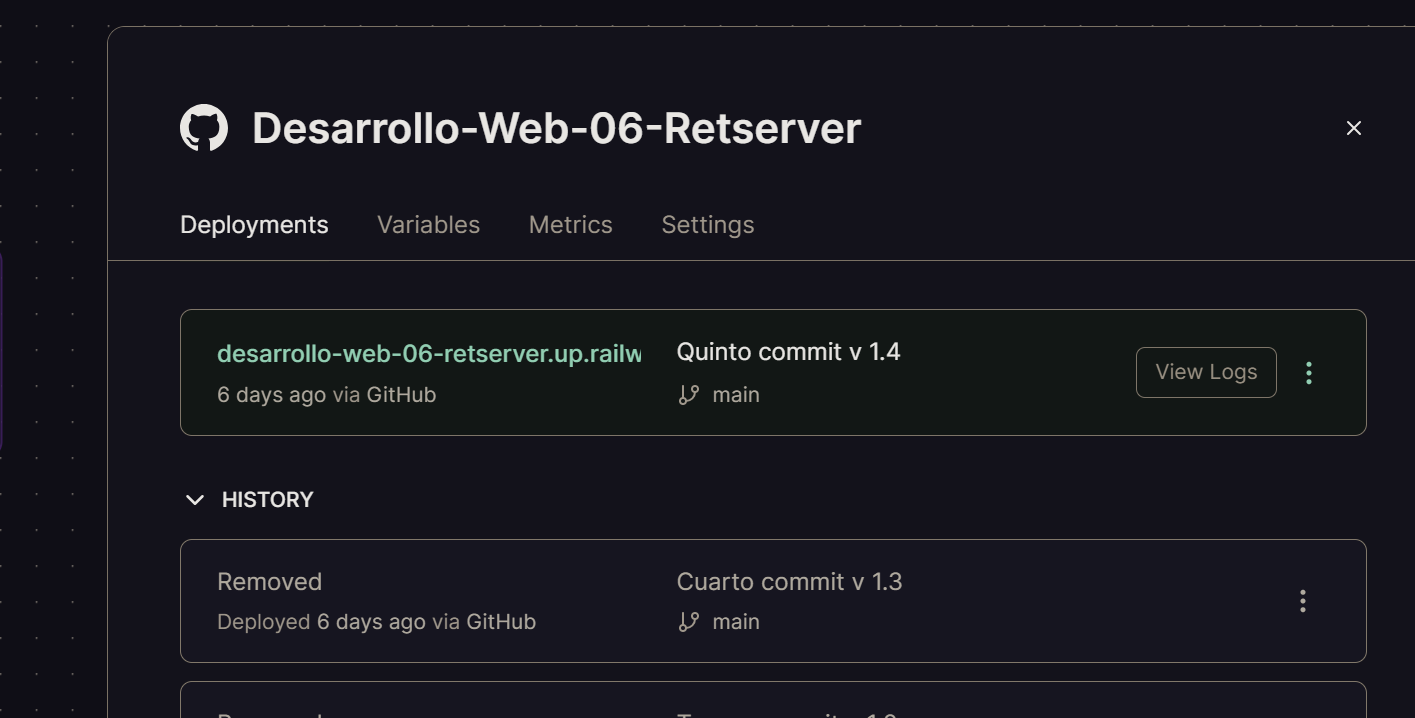 Desarrollo-Web-06-Retserver
Deployments Variables Metrics Settings
desarrollo-web-06-retserver.up.railw
Quinto commit v 1.4
6 days ago via GitHub
main
View Logs
HISTORY
Removed
Cuarto commit v 1.3
Deployed 6 days ago via GitHub
main